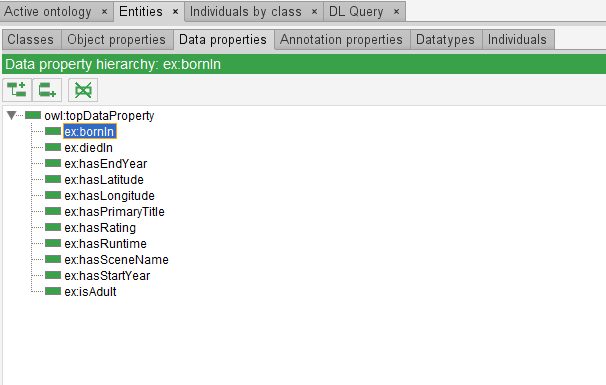 Active ontology × Entities × Individuals by class × DL Query ×
Classes Object properties Data properties Annotation properties Datatypes Individuals
Data property hierarchy: ex:bornIn
owl:topDataProperty
ex:bornIn
ex:diedIn
ex:hasEndYear
ex:hasLatitude
ex:hasLongitude
ex:hasPrimaryTitle
ex:hasRating
ex:hasRuntime
ex:hasSceneName
ex:hasStartYear
ex:isAdult